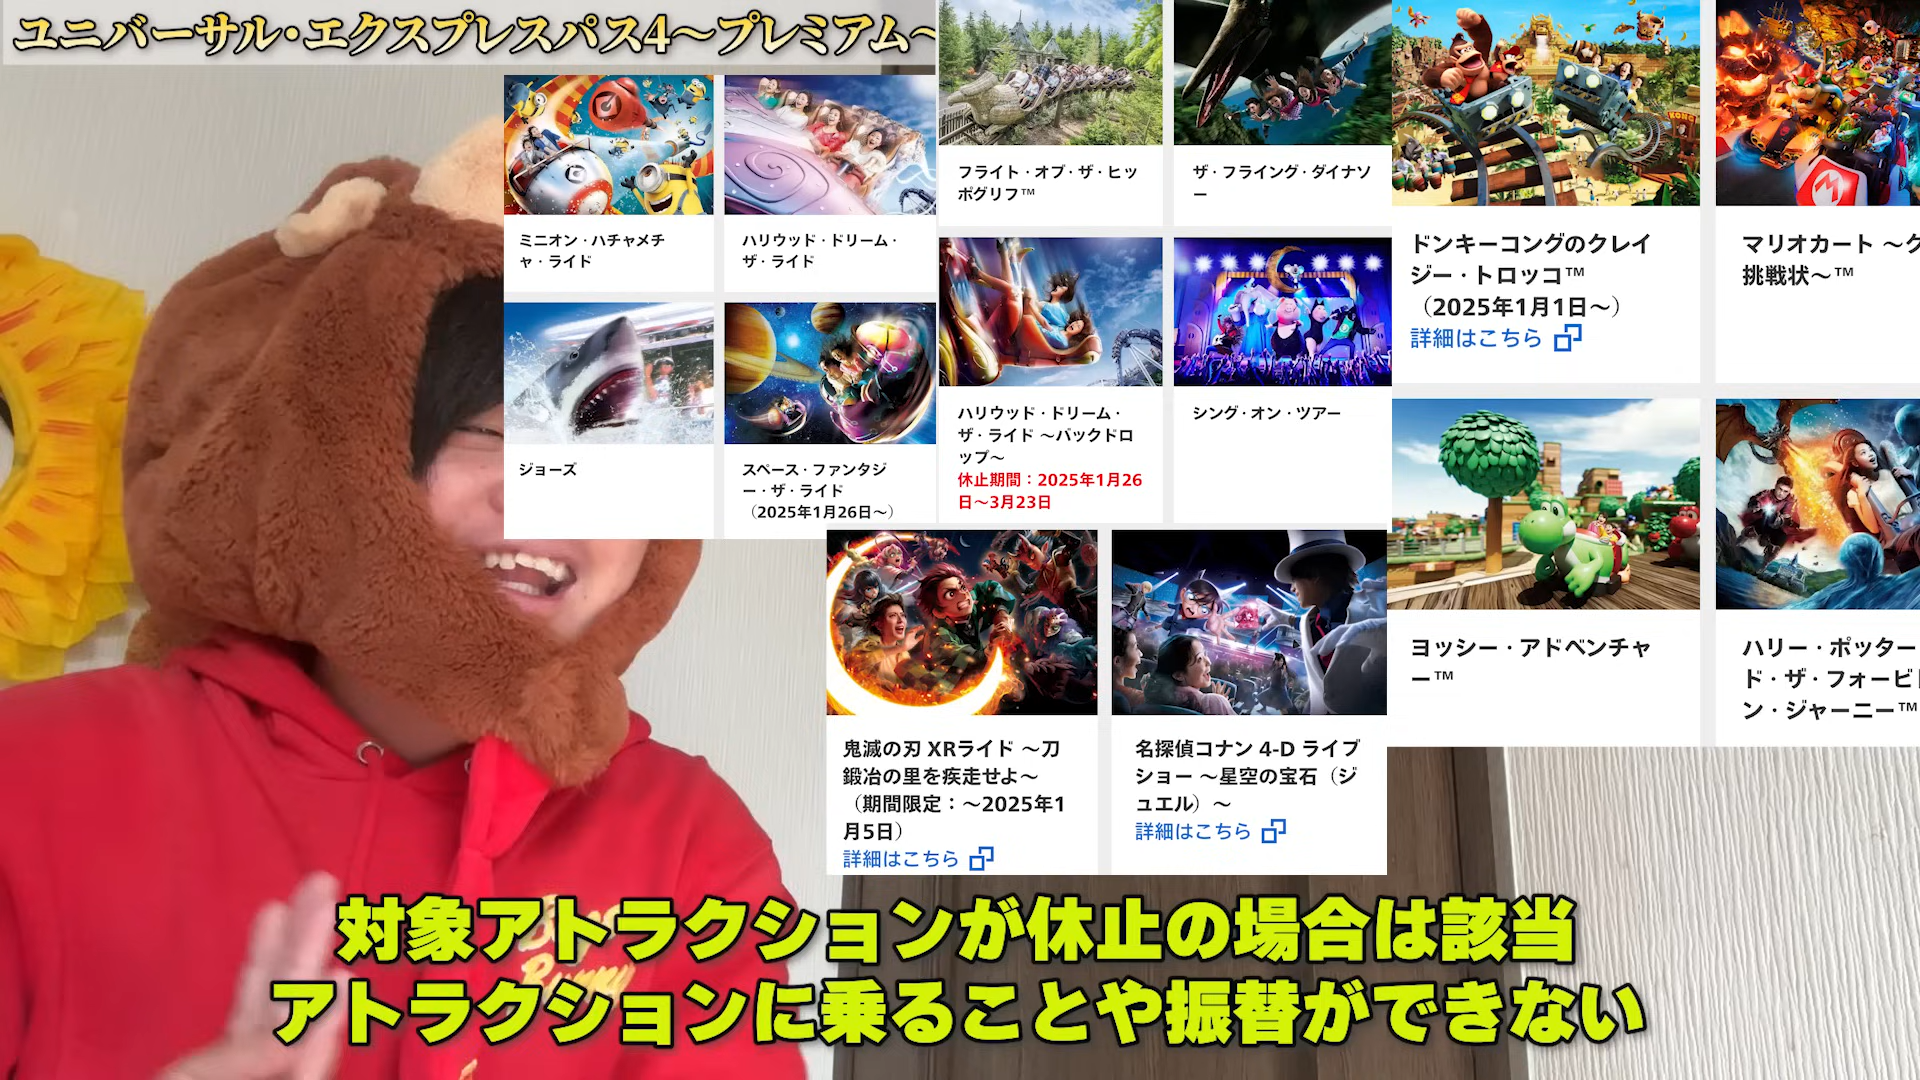 ユニバーサル・エクスプレスパス4〜プレミアム〜
ミニオン・ハチャメチ
ャ・ライド
ハリウッド・ドリーム・
ザ・ライド
ジョーズ
スペース・ファンタジ
ー・ザ・ライド
（2025年1月26日〜）
フライト・オブ・ザ・ヒッ
ポグリフ™
ザ・フライング・ダイナソ
ー
ハリウッド・ドリーム・
ザ・ライド 〜バックドロ
ップ〜
休止期間：2025年1月26
日〜3月23日
シング・オン・ツアー
ドンキーコングのクレイ
ジー・トロッコ™
（2025年1月1日〜）
詳細はこちら
マリオカート 〜ク
挑戦状〜™
ヨッシー・アドベンチャ
ー™
ハリー・ポッター
ド・ザ・フォービ
ン・ジャーニー™
鬼滅の刃 XRライド 〜刀
鍛冶の里を疾走せよ〜
（期間限定：〜2025年1
月5日）
詳細はこちら
名探偵コナン 4-D ライブ
ショー 〜星空の宝石（ジ
ュエル）〜
詳細はこちら
対象アトラクションが休止の場合は該当
アトラクションに乗ることや振替ができない